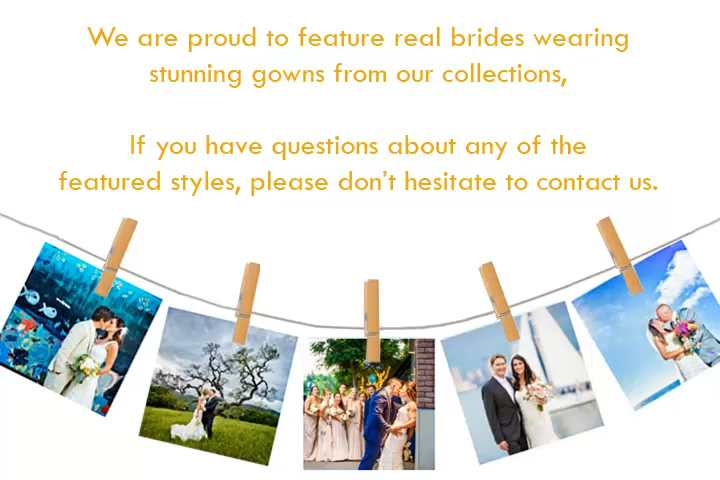 We are proud to feature real brides wearing
stunning gowns from our collections,
If you have questions about any of the
featured styles, please don’t hesitate to contact us.